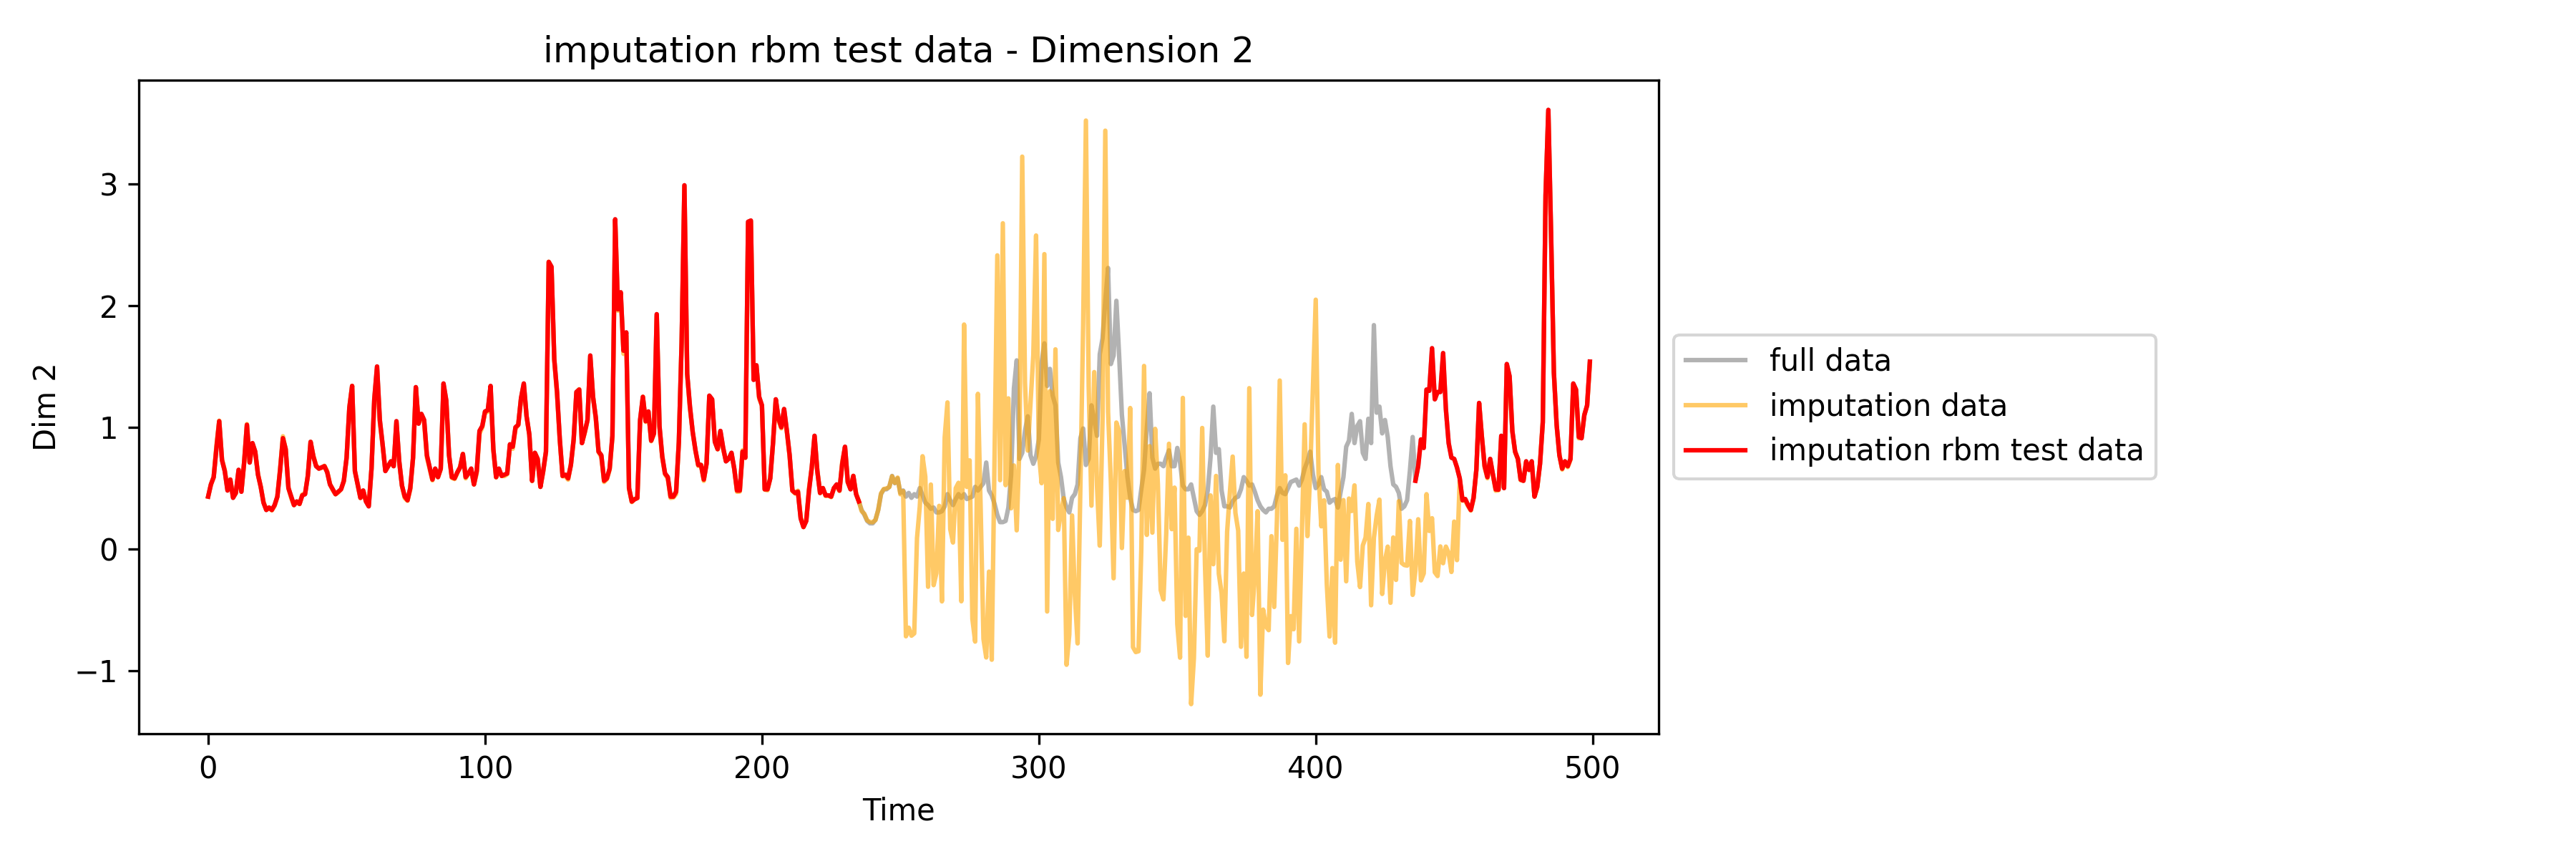 imputation rbm test data - Dimension 2
Dim 2
3
2
1
0
−1
0 100 200 300 400 500
Time
full data
imputation data
imputation rbm test data